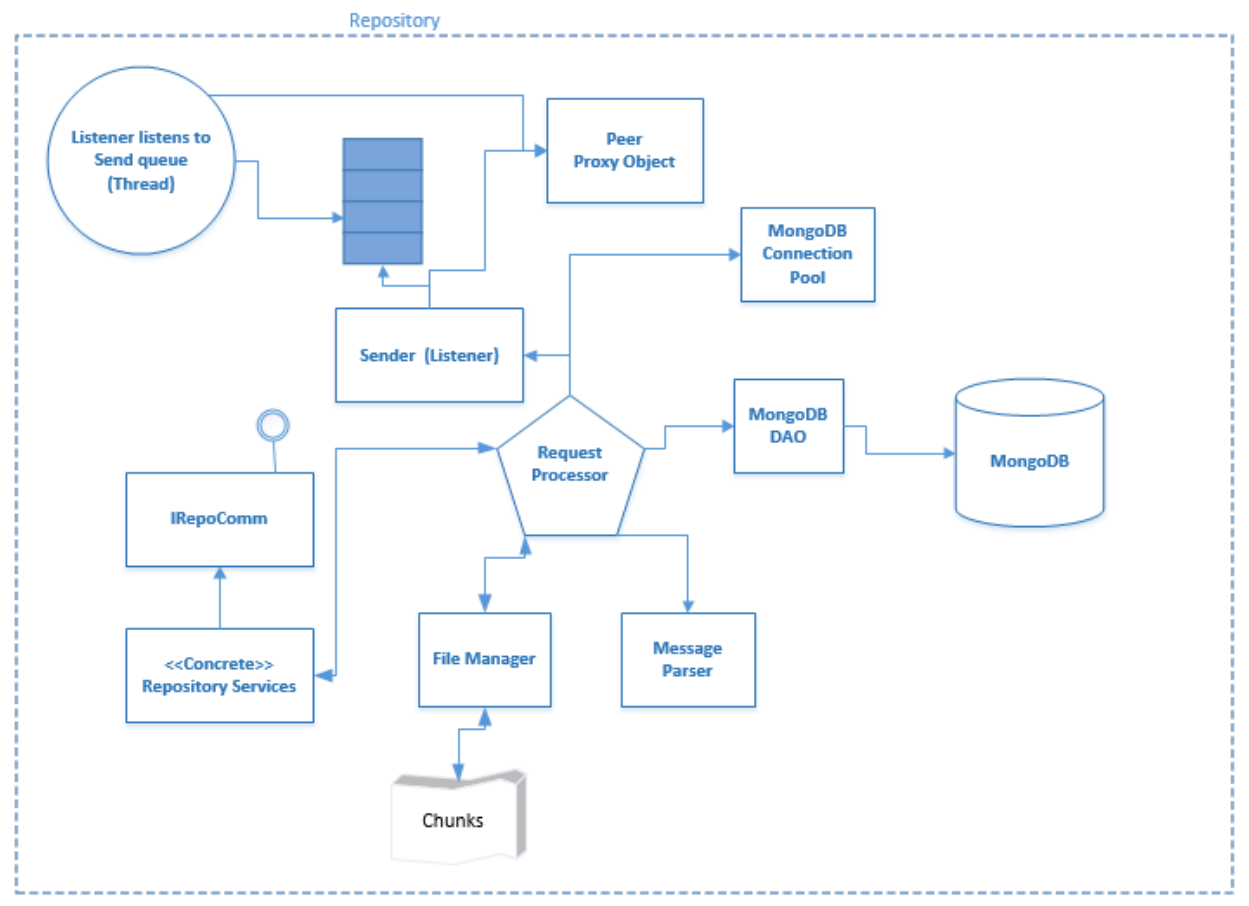 Repository
Listener listens to
Send queue
(Thread)
Peer
Proxy Object
MongoDB
Connection
Pool
Sender (Listener)
MongoDB
DAO
MongoDB
Request
Processor
IRepoComm
<<Concrete>>
Repository Services
File Manager
Message
Parser
Chunks